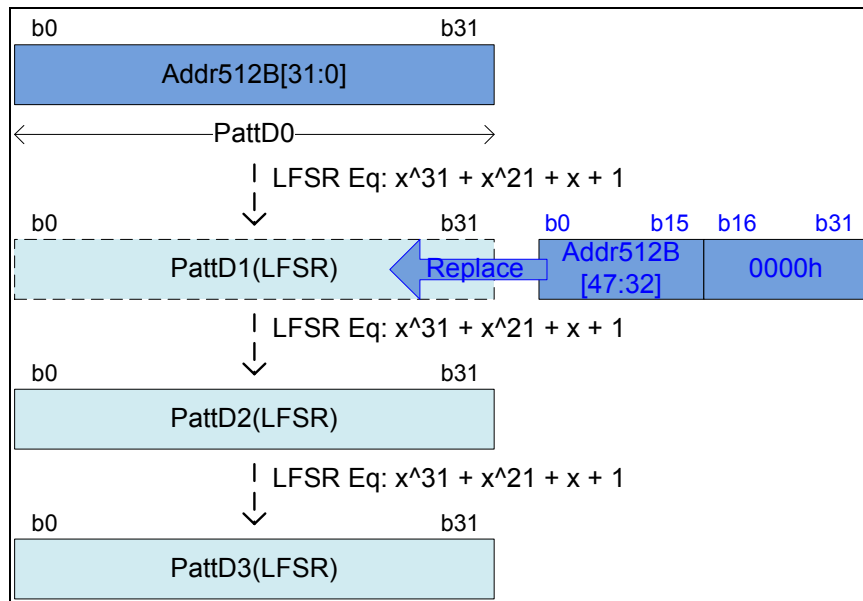 b0 b31
Addr512B[31:0]
PattD0
LFSR Eq: x^31 + x^21 + x + 1
b0 b31 b0 b15 b16 b31
PattD1(LFSR) Replace Addr512B 0000h
[47:32]
LFSR Eq: x^31 + x^21 + x + 1
b0 b31
PattD2(LFSR)
LFSR Eq: x^31 + x^21 + x + 1
b0 b31
PattD3(LFSR)